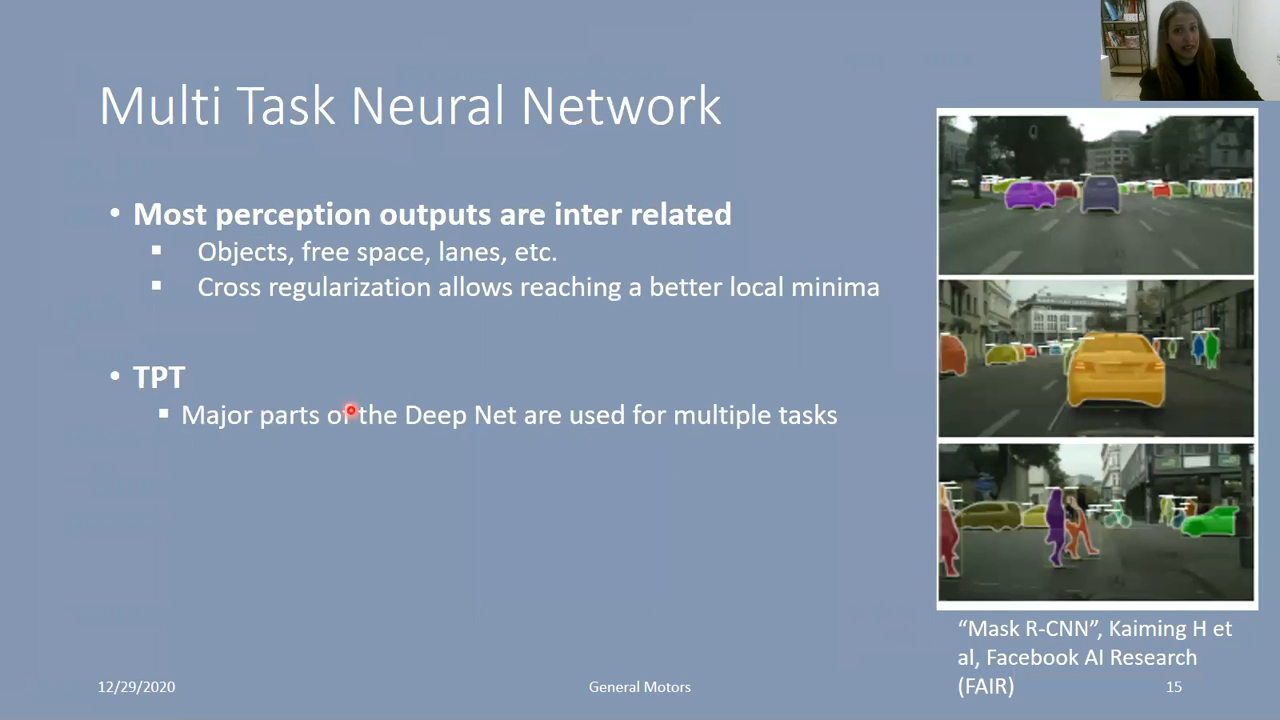 Multi Task Neural Network
• Most perception outputs are inter related
▪ Objects, free space, lanes, etc.
▪ Cross regularization allows reaching a better local minima
• TPT
▪ Major parts of the Deep Net are used for multiple tasks
“Mask R-CNN”, Kaiming H et
al, Facebook AI Research
(FAIR)
12/29/2020
General Motors
15